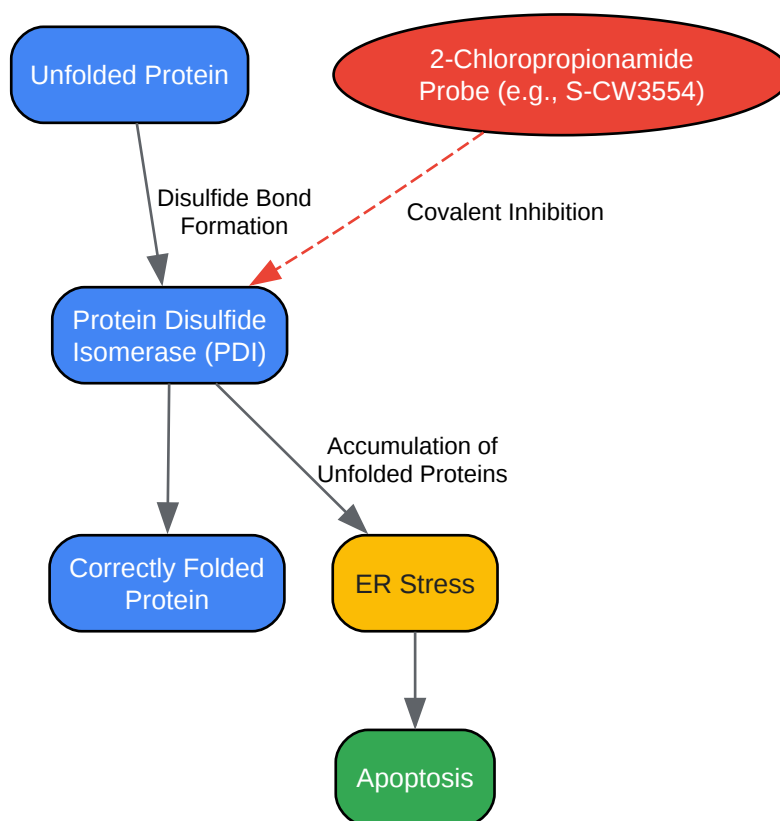 Unfolded Protein
2-Chloropropionamide
Probe (e.g., S-CW3554)
Disulfide Bond
Formation
Covalent Inhibition
Protein Disulfide
Isomerase (PDI)
Accumulation of
Unfolded Proteins
Correctly Folded
Protein
ER Stress
Apoptosis